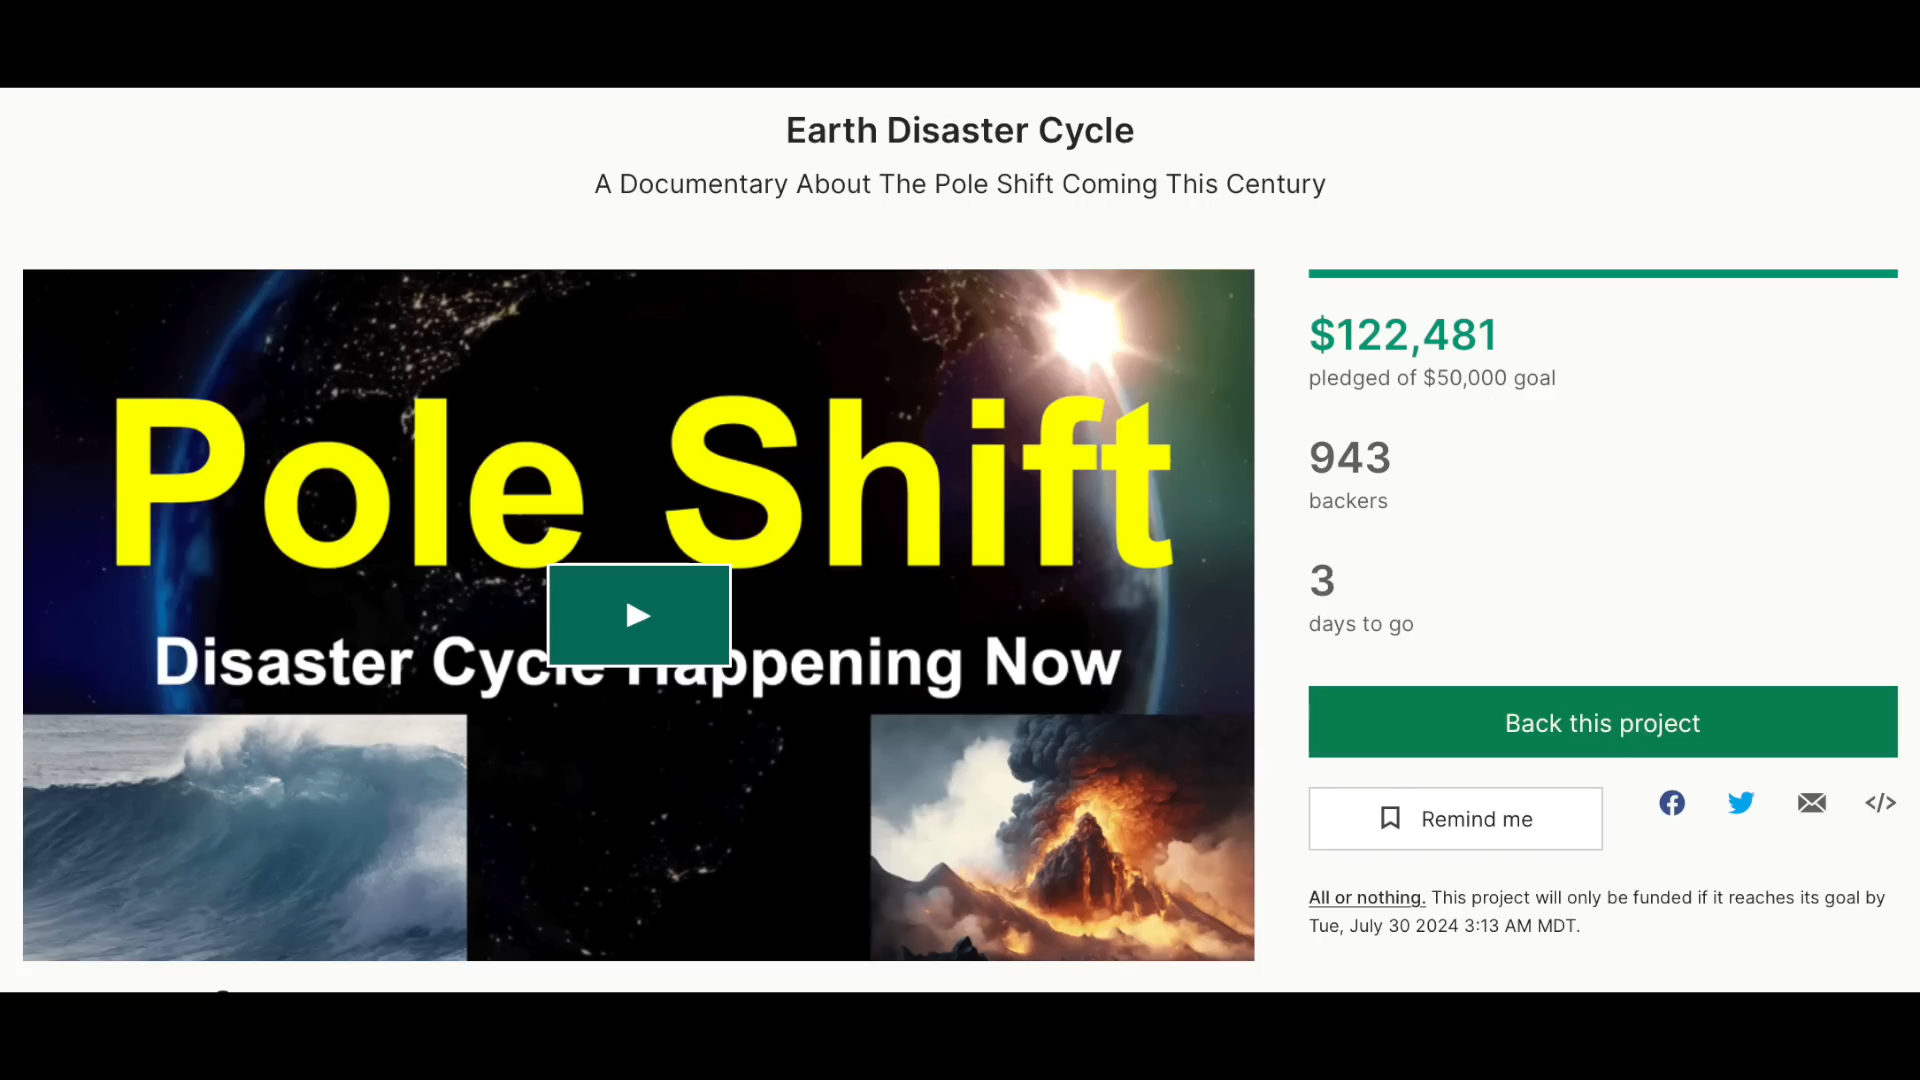 Earth Disaster Cycle
A Documentary About The Pole Shift Coming This Century
Pole Shift
Disaster Cycle Happening Now
$122,481
pledged of $50,000 goal
943
backers
3
days to go
Back this project
Remind me
All or nothing. This project will only be funded if it reaches its goal by
Tue, July 30 2024 3:13 AM MDT.